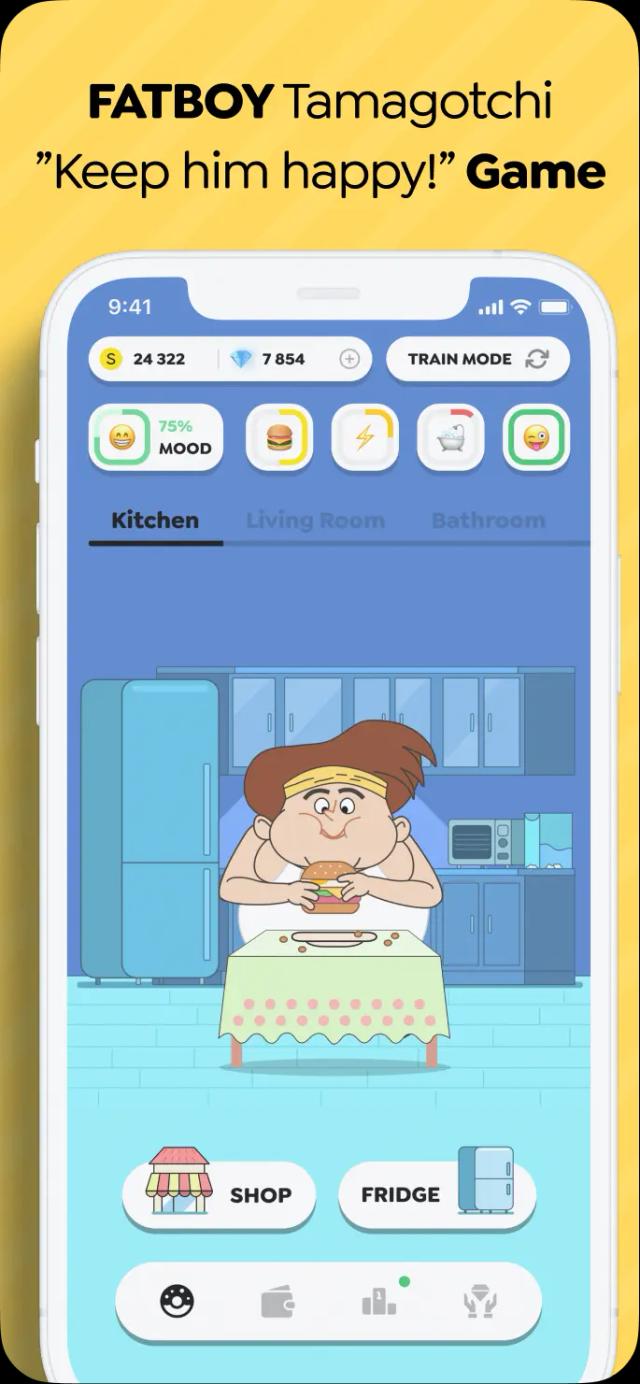 FATBOY Tamagotchi
”Keep him happy!” Game
9:41
S 24 322 7 854 TRAIN MODE
75%
MOOD
Kitchen Living Room Bathroom
SHOP FRIDGE
1